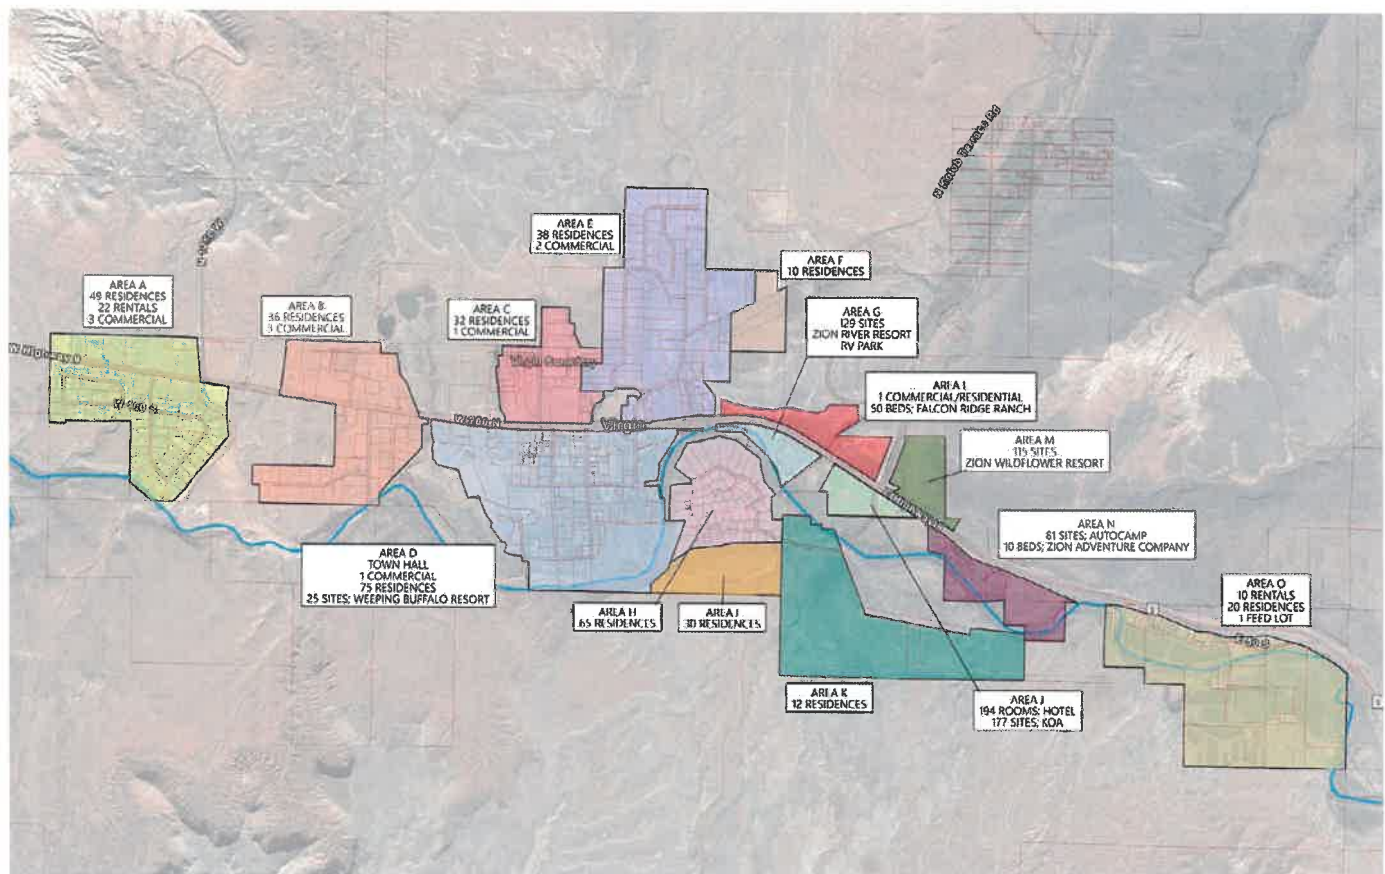 N Kolob Terrace Rd
AREA E
38 RESIDENCES
2 COMMERCIAL
AREA F
10 RESIDENCES
AREA A
49 RESIDENCES
22 RENTALS
3 COMMERCIAL
AREA B
36 RESIDENCES
3 COMMERCIAL
AREA C
32 RESIDENCES
1 COMMERCIAL
AREA G
129 SITES
ZION RIVER RESORT
RV PARK
W Highway 9
Virgin
AREA L
1 COMMERCIAL/RESIDENTIAL
50 BEDS; FALCON RIDGE RANCH
AREA M
115 SITES
ZION WILDFLOWER RESORT
AREA N
81 SITES; AUTOCAMP
10 BEDS; ZION ADVENTURE COMPANY
AREA D
TOWN HALL
1 COMMERCIAL
75 RESIDENCES
25 SITES; WEEPING BUFFALO RESORT
AREA H
65 RESIDENCES
AREA I
30 RESIDENCES
AREA O
10 RENTALS
20 RESIDENCES
1 FEED LOT
AREA K
12 RESIDENCES
AREA J
194 ROOMS; HOTEL
177 SITES; KOA